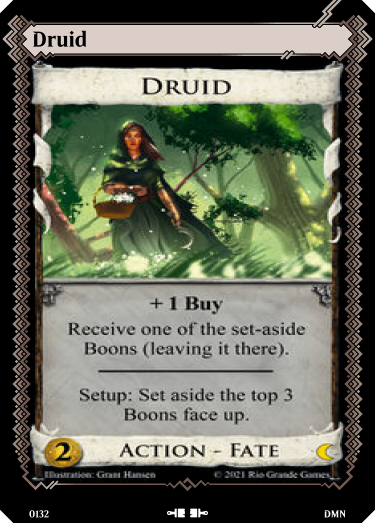 Druid
DRUID
+ 1 Buy
Receive one of the set-aside
Boons (leaving it there).
Setup: Set aside the top 3
Boons face up.
2
ACTION - FATE
Illustration: Grant Hansen
© 2021 Rio Grande Games
0132
DMN